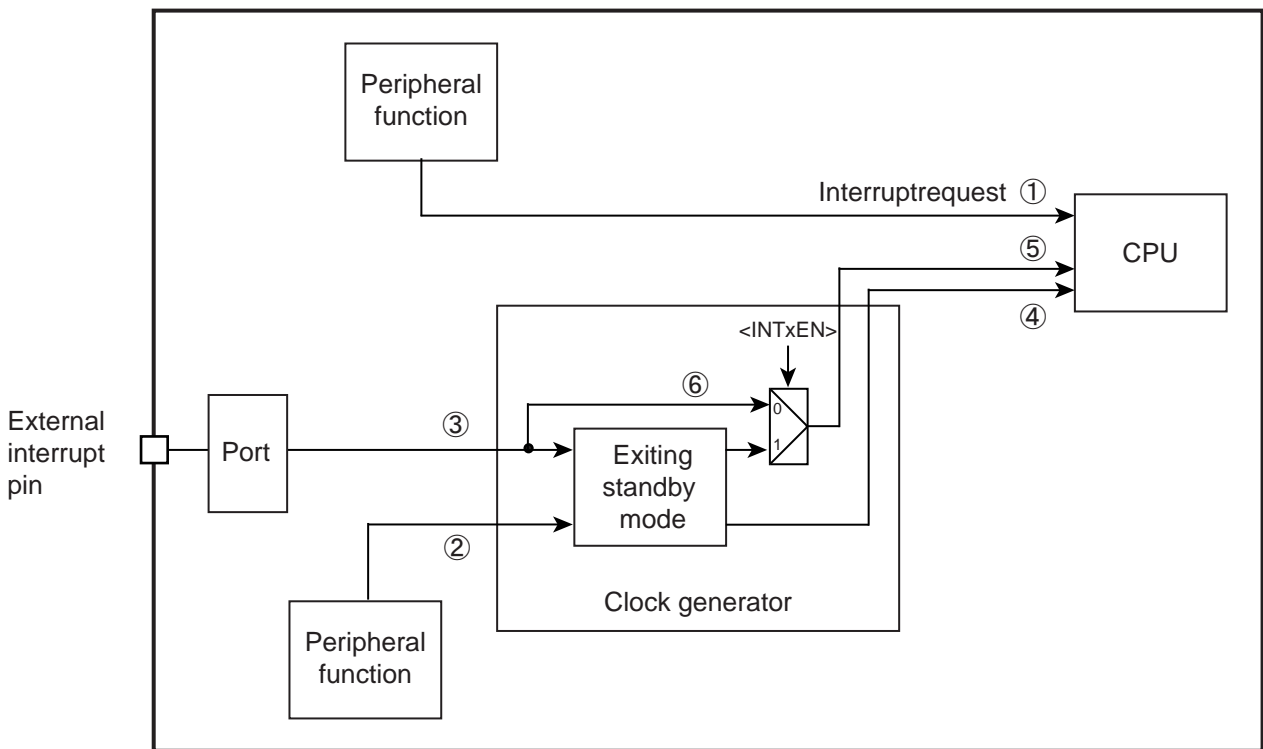 Peripheral
function
Interruptrequest ①
CPU
⑤
④
<INTxEN>
⑥
0
1
External
interrupt
pin
Port
③
Exiting
standby
mode
②
Clock generator
Peripheral
function